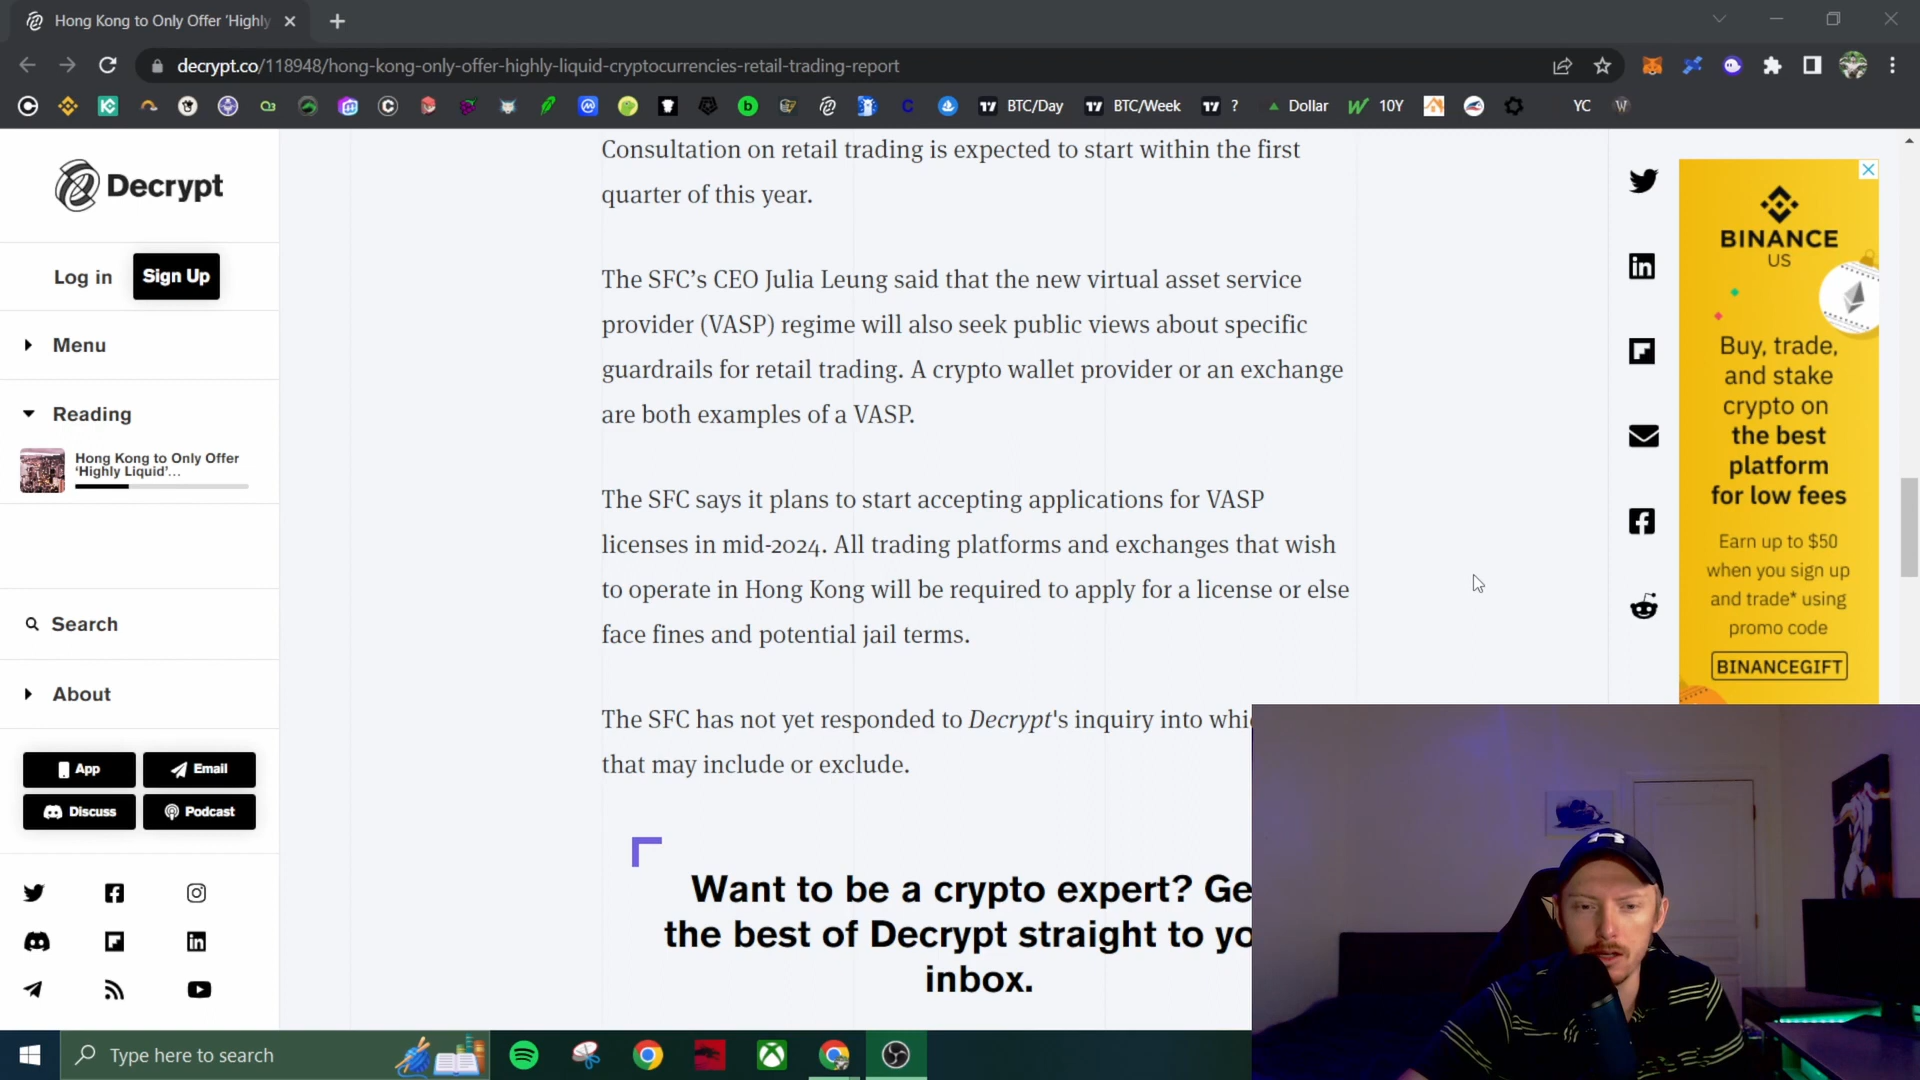 Hong Kong to Only Offer 'Highly
decrypt.co/118948/hong-kong-only-offer-highly-liquid-cryptocurrencies-retail-trading-report
BTC/Day
BTC/Week
?
Dollar
10Y
YC
W
Decrypt
Log in
Sign Up
Menu
Reading
Hong Kong to Only Offer
'Highly Liquid'...
Search
About
App
Email
Discuss
Podcast
Consultation on retail trading is expected to start within the first
quarter of this year.
The SFC's CEO Julia Leung said that the new virtual asset service
provider (VASP) regime will also seek public views about specific
guardrails for retail trading. A crypto wallet provider or an exchange
are both examples of a VASP.
The SFC says it plans to start accepting applications for VASP
licenses in mid-2024. All trading platforms and exchanges that wish
to operate in Hong Kong will be required to apply for a license or else
face fines and potential jail terms.
The SFC has not yet responded to Decrypt's inquiry into whi
that may include or exclude.
Want to be a crypto expert? Ge
the best of Decrypt straight to yo
inbox.
BINANCE
US
Buy, trade,
and stake
crypto on
the best
platform
for low fees
Earn up to $50
when you sign up
and trade* using
promo code
BINANCEGIFT
Type here to search